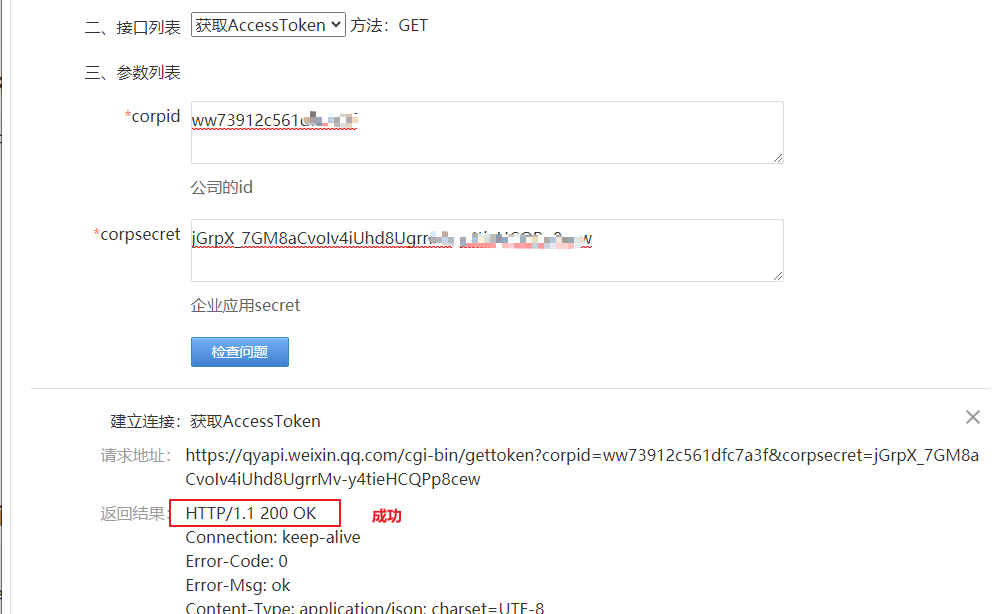 二、接口列表 获取AccessToken 方法：GET
三、参数列表
*corpid ww73912c561
公司的id
*corpsecret jGrpX_7GM8aCvoIv4iUhd8Ugrr
企业应用secret
检查问题
建立连接：获取AccessToken
请求地址：https://qyapi.weixin.qq.com/cgi-bin/gettoken?corpid=ww73912c561dfc7a3f&corpsecret=jGrpX_7GM8a
CvoIv4iUhd8UgrrMv-y4tieHCQPp8cew
返回结果：HTTP/1.1 200 OK 成功
Connection: keep-alive
Error-Code: 0
Error-Msg: ok
Content-Type: application/json; charset=UTF-8